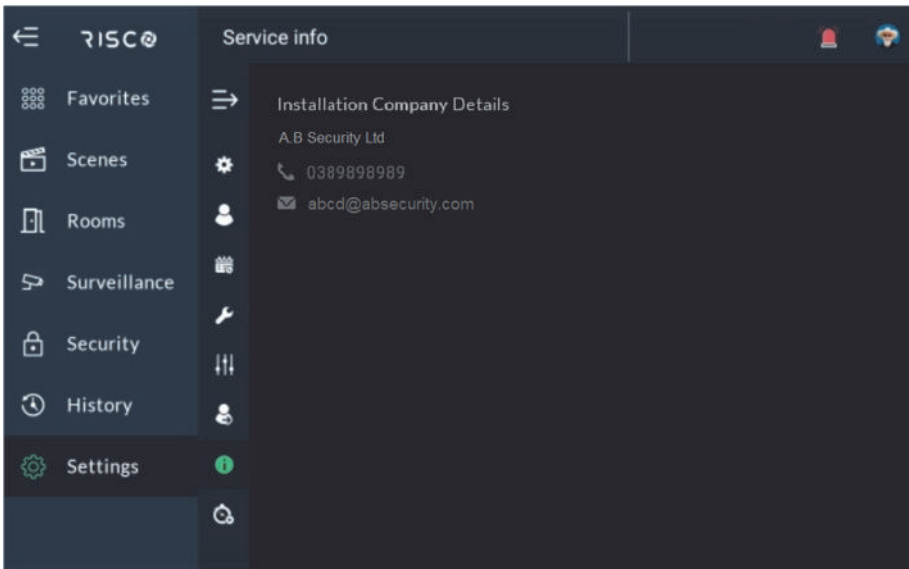 RISCO
Service info
Favorites
Scenes
Rooms
Surveillance
Security
History
Settings
Installation Company Details
A.B Security Ltd
0389898989
abcd@absecurity.com